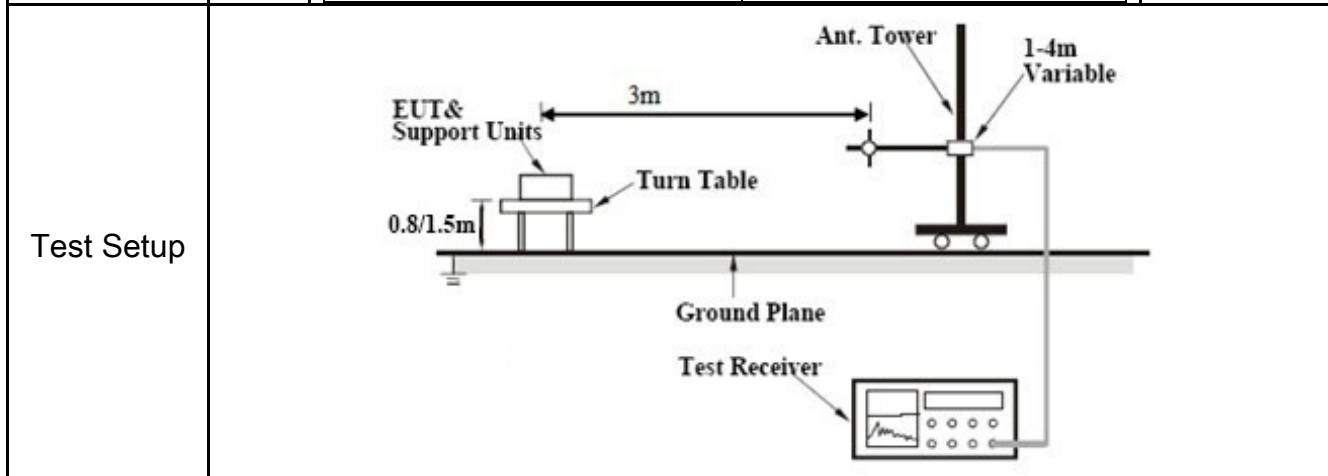 Test Setup
Ant. Tower
1-4m
Variable
3m
EUT&
Support Units
Turn Table
0.8/1.5m
Ground Plane
Test Receiver